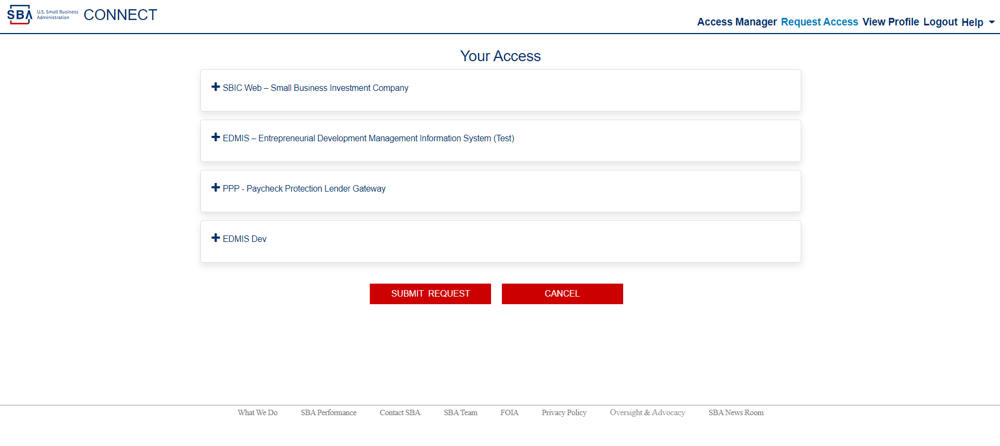 SBA U.S. Small Business Administration CONNECT
Access Manager Request Access View Profile Logout Help
Your Access
SBIC Web – Small Business Investment Company
EDMIS – Entrepreneurial Development Management Information System (Test)
PPP - Paycheck Protection Lender Gateway
EDMIS Dev
SUBMIT REQUEST CANCEL
What We Do SBA Performance Contact SBA SBA Team FOIA Privacy Policy Oversight & Advocacy SBA News Room